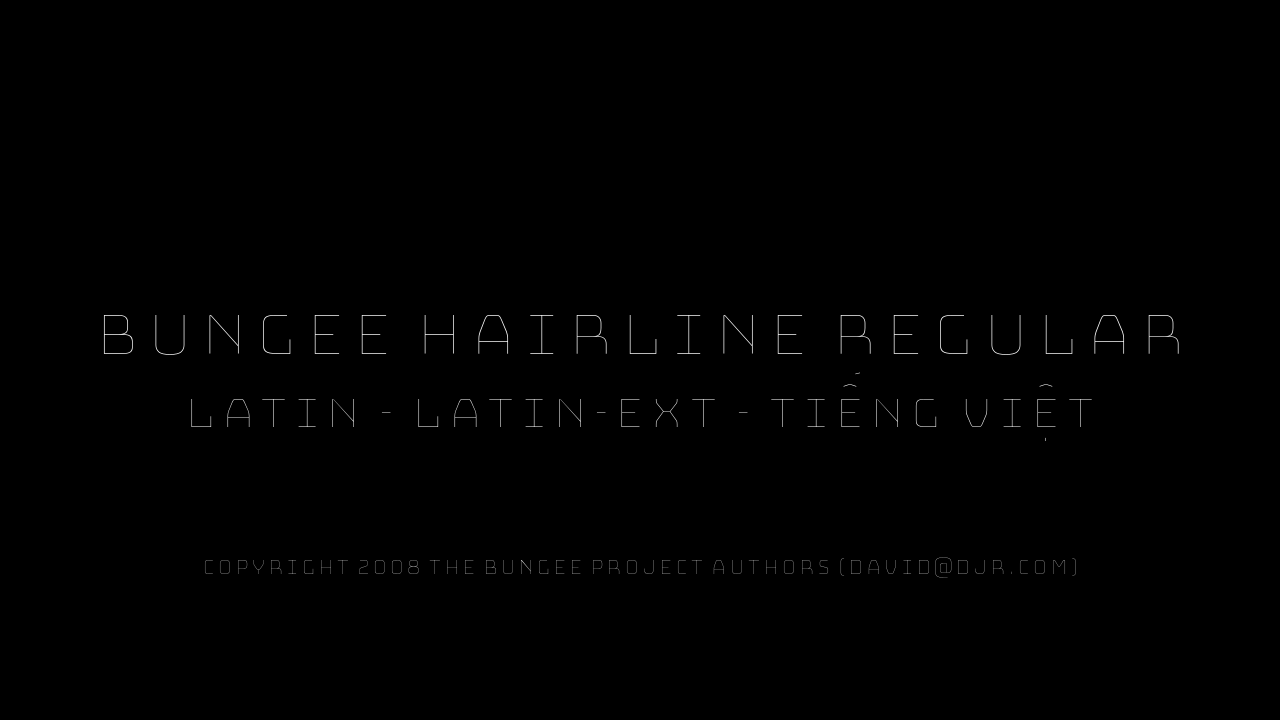 BUNGEE HAIRLINE REGULAR
LATIN - LATIN-EXT - TIẾNG VIỆT
COPYRIGHT 2008 THE BUNGEE PROJECT AUTHORS (DAVID@DJR.COM)